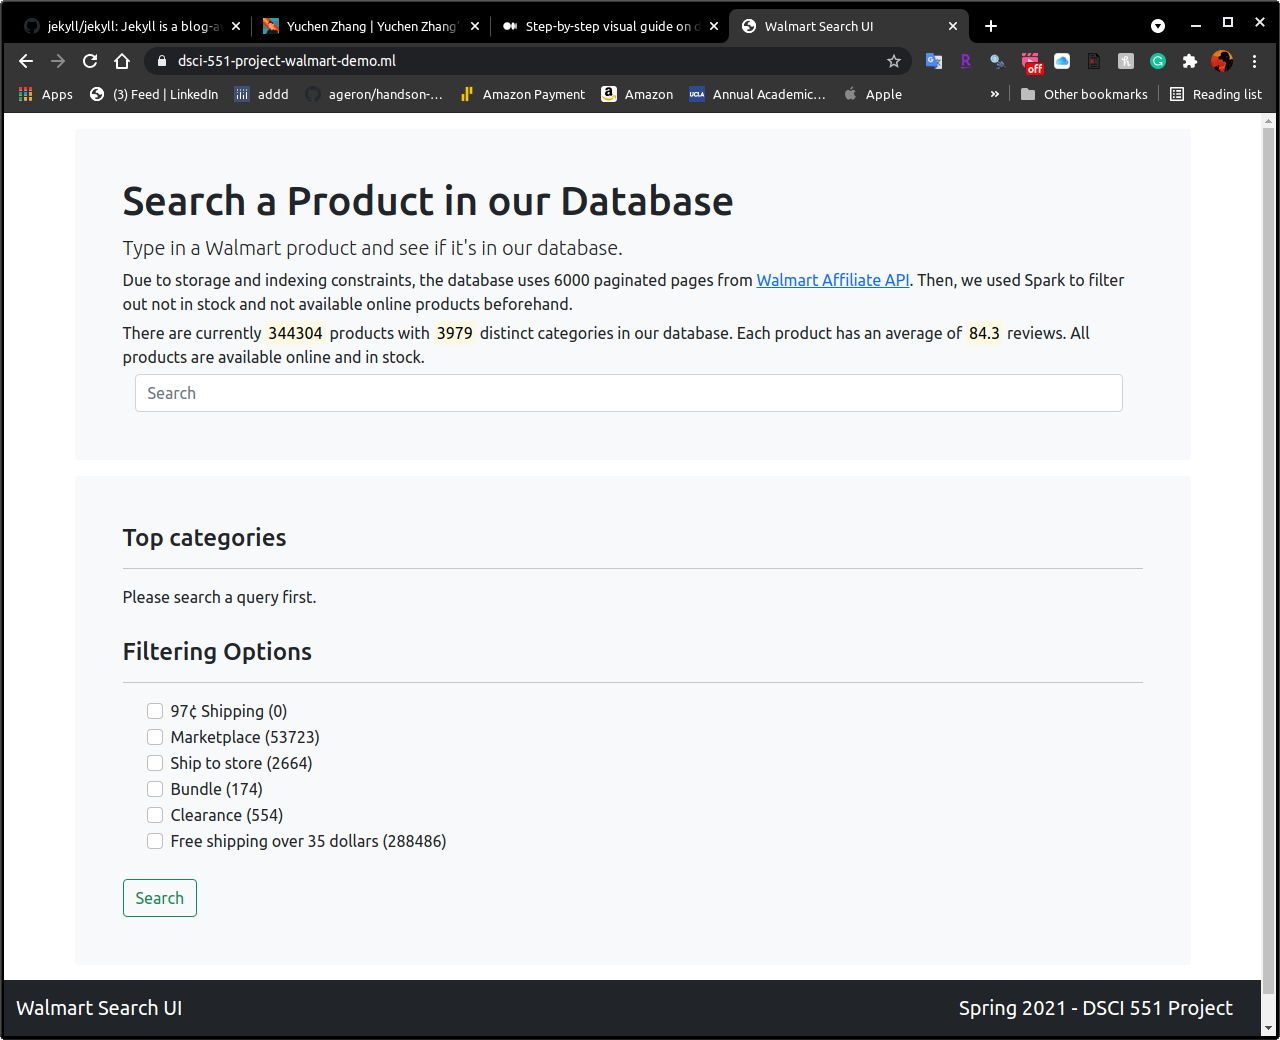 jekyll/jekyll: Jekyll is a blog-a
Yuchen Zhang | Yuchen Zhang'
Step-by-step visual guide on d
Walmart Search UI
dsci-551-project-walmart-demo.ml
R
off
Apps
(3) Feed | LinkedIn
addd
ageron/handson-...
Amazon Payment
a
Amazon
UCLA
Annual Academic...
Apple
»
Other bookmarks
Reading list
Search a Product in our Database
Type in a Walmart product and see if it's in our database.
Due to storage and indexing constraints, the database uses 6000 paginated pages from Walmart Affiliate API. Then, we used Spark to filter
out not in stock and not available online products beforehand.
There are currently 344304 products with 3979 distinct categories in our database. Each product has an average of 84.3 reviews. All
products are available online and in stock.
Search
Top categories
Please search a query first.
Filtering Options
97¢ Shipping (0)
Marketplace (53723)
Ship to store (2664)
Bundle (174)
Clearance (554)
Free shipping over 35 dollars (288486)
Search
Walmart Search UI
Spring 2021 - DSCI 551 Project